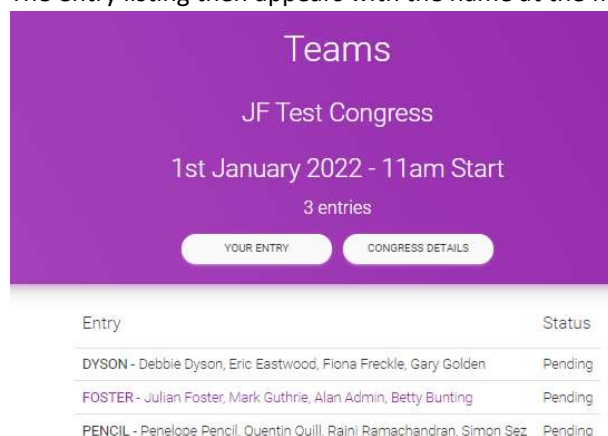 Teams
JF Test Congress
1st January 2022 - 11am Start
3 entries
YOUR ENTRY CONGRESS DETAILS
Entry Status
DYSON - Debbie Dyson, Eric Eastwood, Fiona Freckle, Gary Golden Pending
FOSTER - Julian Foster, Mark Guthrie, Alan Admin, Betty Bunting Pending
PENCIL - Penelope Pencil, Quentin Quill, Raini Ramachandran, Simon Sez Pending